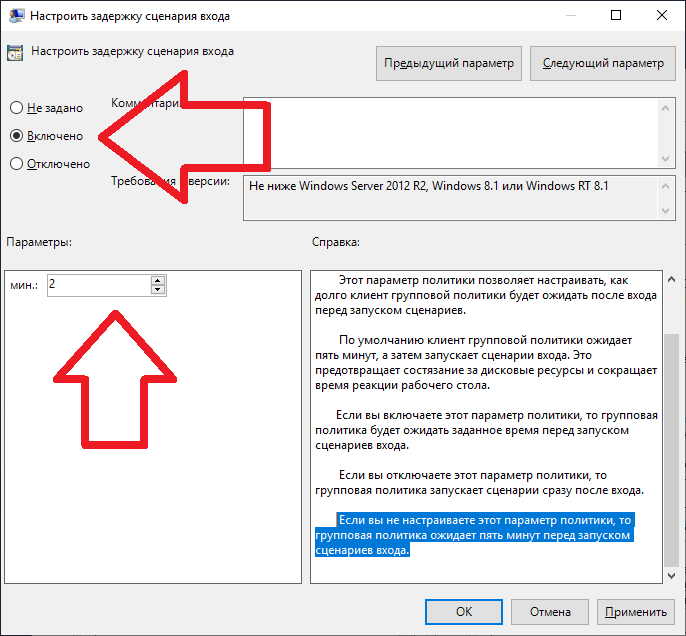 Настроить задержку сценария входа
Настроить задержку сценария входа
Предыдущий параметр
Следующий параметр
Не задано
Включено
Отключено
Комментари
Требова версии:
Не ниже Windows Server 2012 R2, Windows 8.1 или Windows RT 8.1
Параметры:
Справка:
мин.: 2
Этот параметр политики позволяет настраивать, как
долго клиент групповой политики будет ожидать после входа
перед запуском сценариев.
По умолчанию клиент групповой политики ожидает
пять минут, а затем запускает сценарии входа. Это
предотвращает состязание за дисковые ресурсы и сокращает
время реакции рабочего стола.
Если вы включаете этот параметр политики, то групповая
политика будет ожидать заданное время перед запуском
сценариев входа.
Если вы отключаете этот параметр политики, то
групповая политика запускает сценарии сразу после входа.
Если вы не настраиваете этот параметр политики, то
групповая политика ожидает пять минут перед запуском
сценариев входа.
ОК
Отмена
Применить